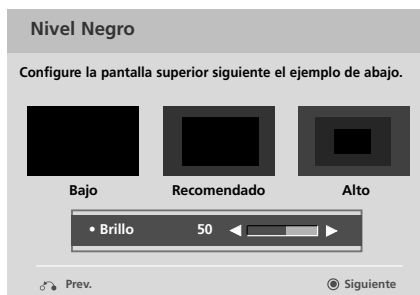 Nivel Negro
Configure la pantalla superior siguiente el ejemplo de abajo.
Bajo Recomendado Alto
• Brillo 50
Prev. Siguiente